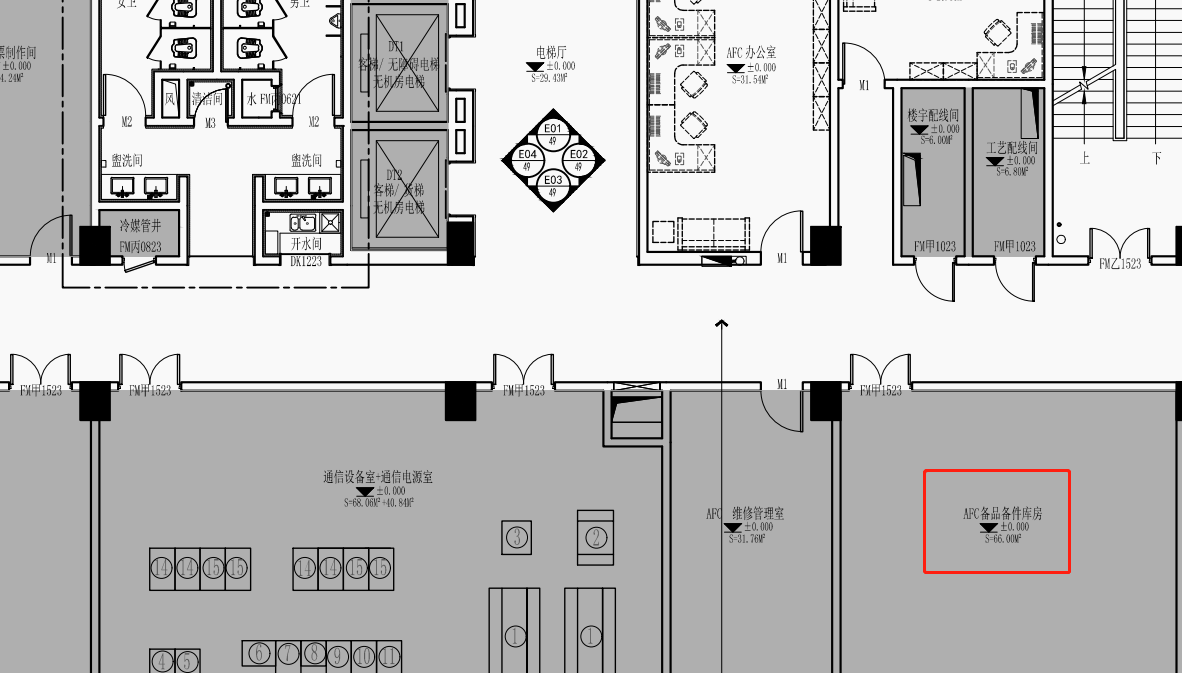 女卫
男卫
票制作间
±0.000
4.24M²
DT1
客梯/ 无障碍电梯
无机房电梯
电梯厅
±0.000
S=29.43M²
AFC 办公室
±0.000
S=31.54M²
M1
风
清洁间
水 FM丙0621
M2
M3
M2
楼宇配线间
±0.000
S=6.00M²
工艺配线间
±0.000
S=6.80M²
上
下
E01
49
E04
49
E02
49
E03
49
盥洗间
盥洗间
DT2
客梯/ 货梯
无机房电梯
冷媒管井
FM丙0823
开水间
DK1223
M1
M1
FM甲1023
FM甲1023
FM乙1523
FM甲1523
FM甲1523
FM甲1523
M1
FM甲1523
通信设备室+通信电源室
±0.000
S=68.06M²+40.84M²
AFC 维修管理室
±0.000
S=31.76M²
AFC备品备件库房
±0.000
S=66.00M²
3
2
14
14
15
15
14
14
15
15
1
1
4
5
6
7
8
9
10
11